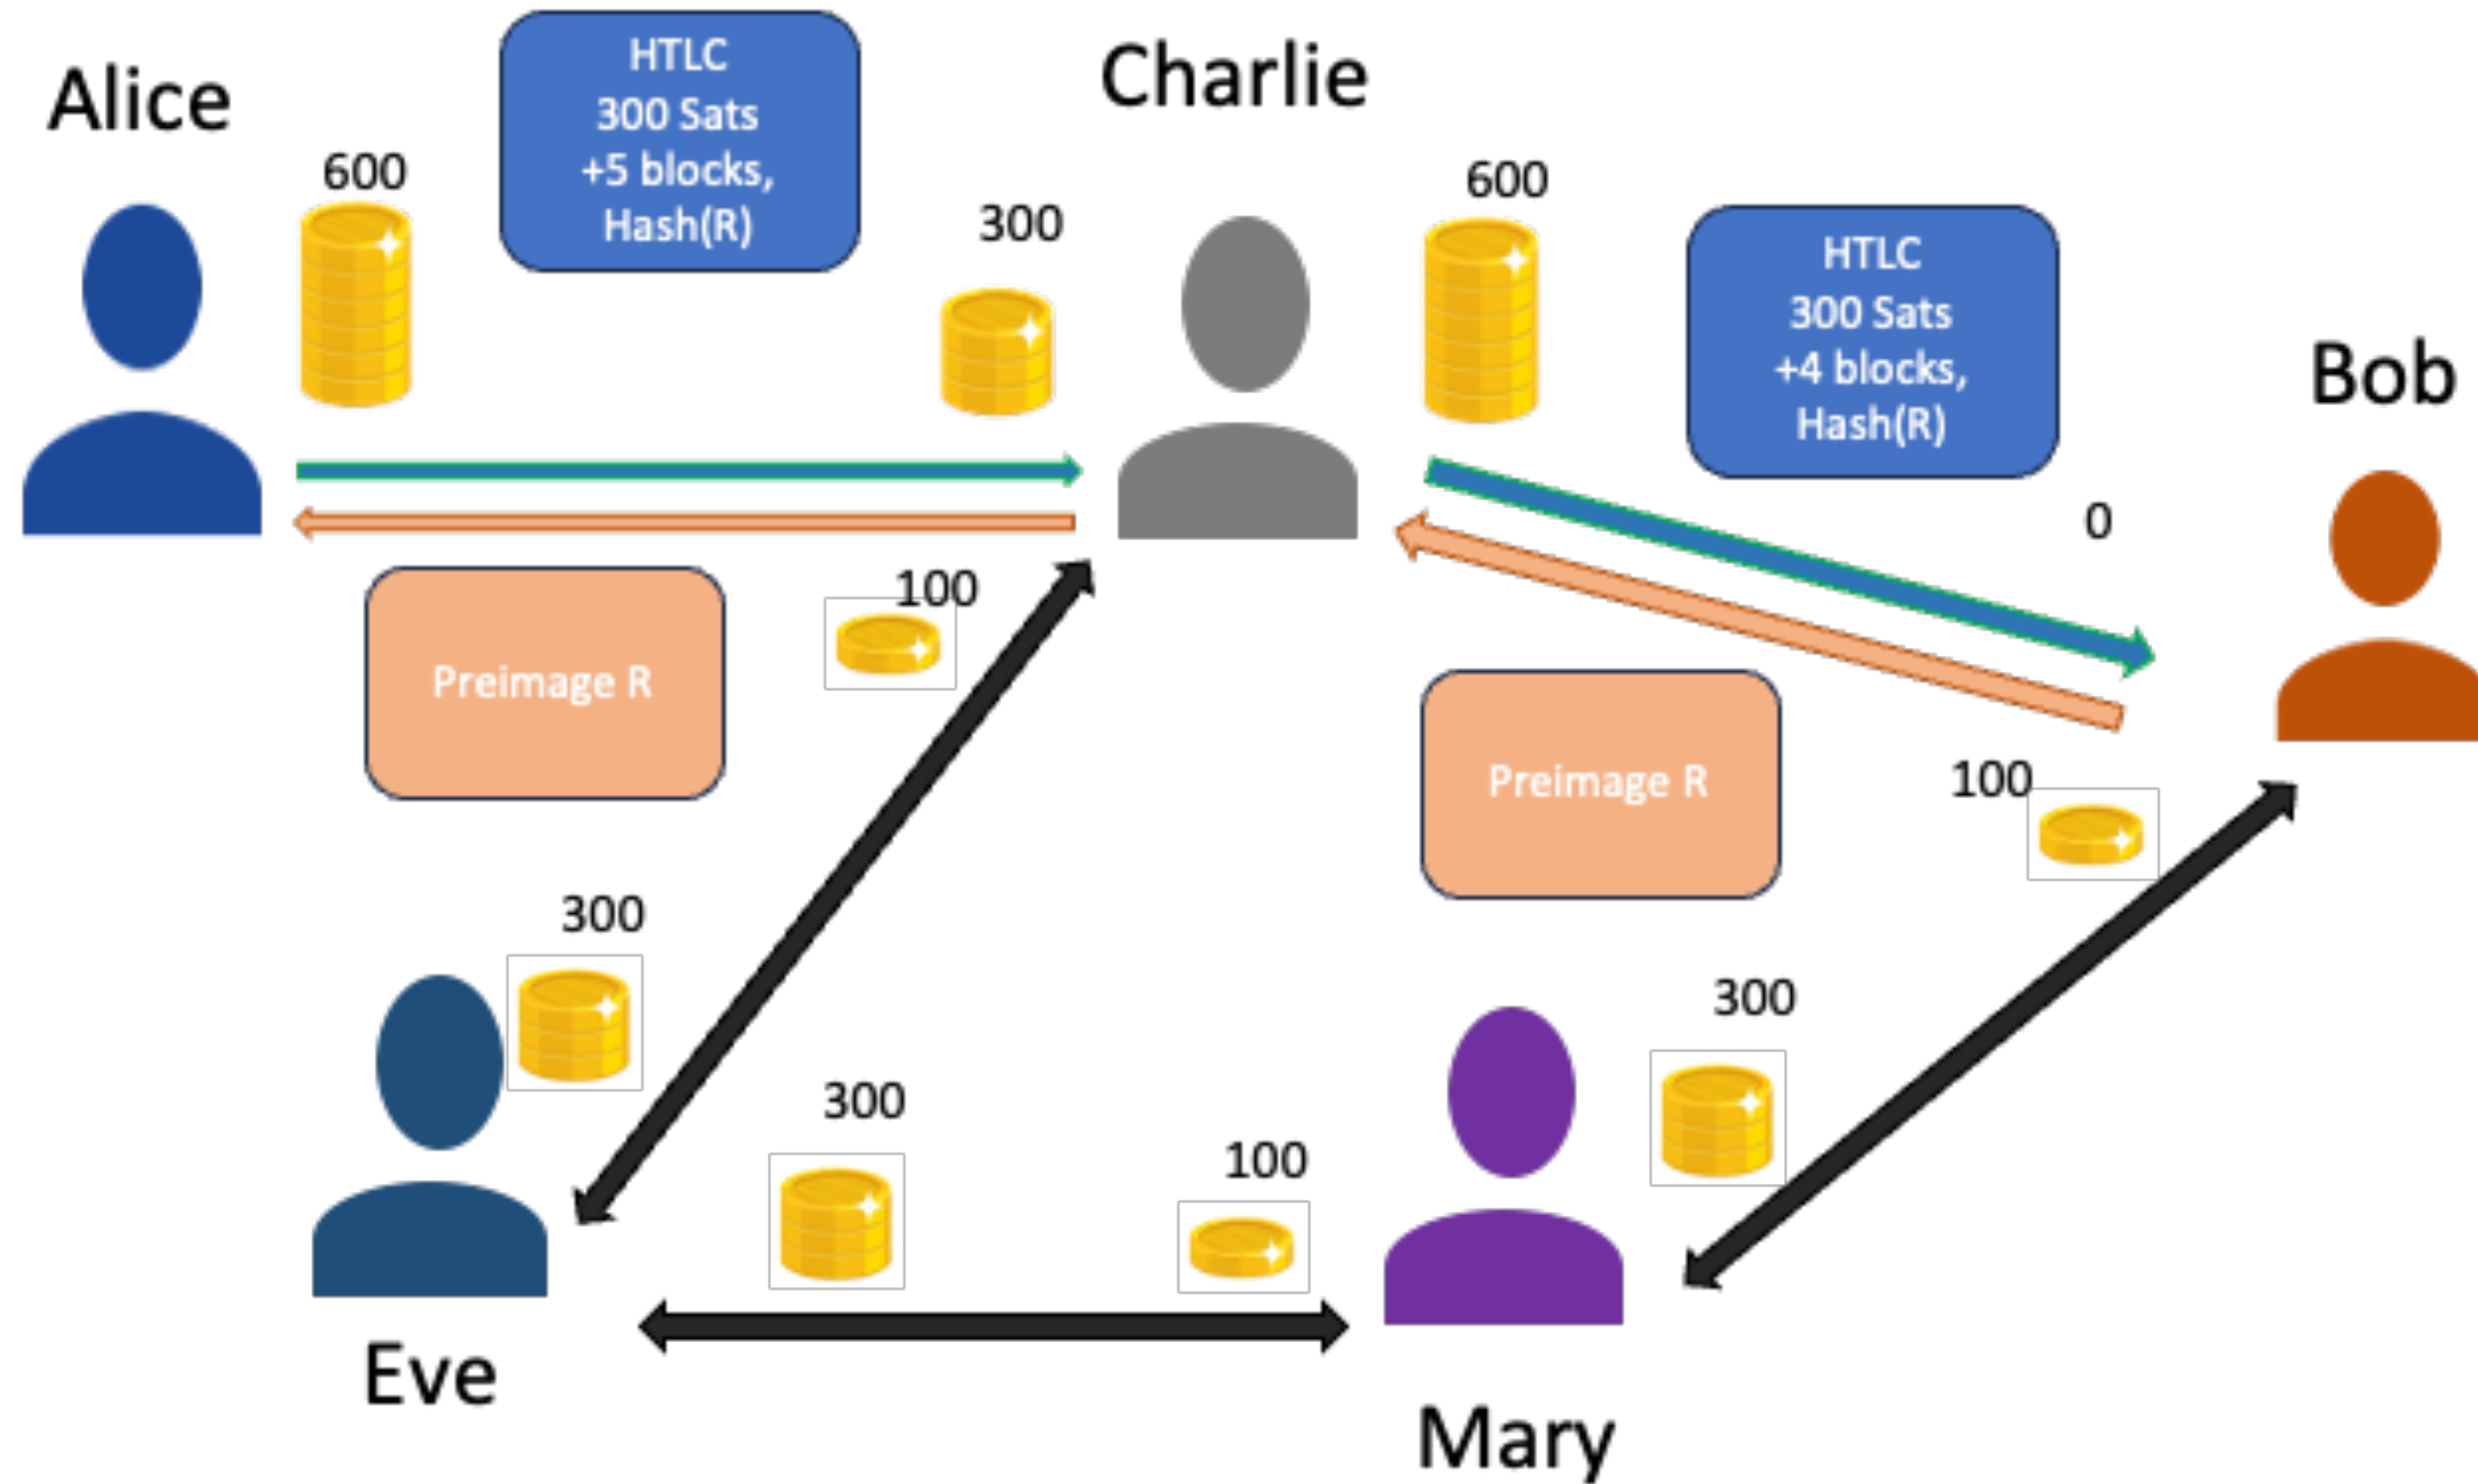 Alice
HTLC
300 Sats
+5 blocks,
Hash(R)
Charlie
600
300
600
HTLC
300 Sats
+4 blocks,
Hash(R)
Bob
0
100
Preimage R
Preimage R
100
300
300
300
100
Eve
Mary